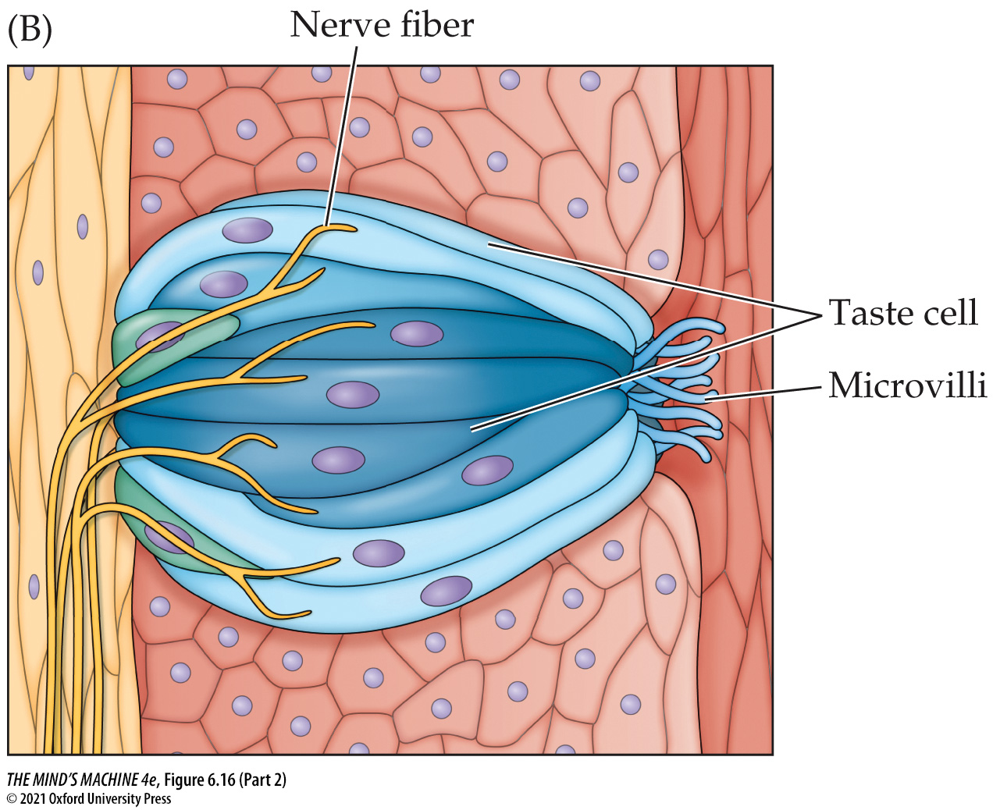 (B)
Nerve fiber
Taste cell
Microvilli
THE MIND'S MACHINE 4e, Figure 6.16 (Part 2)
© 2021 Oxford University Press